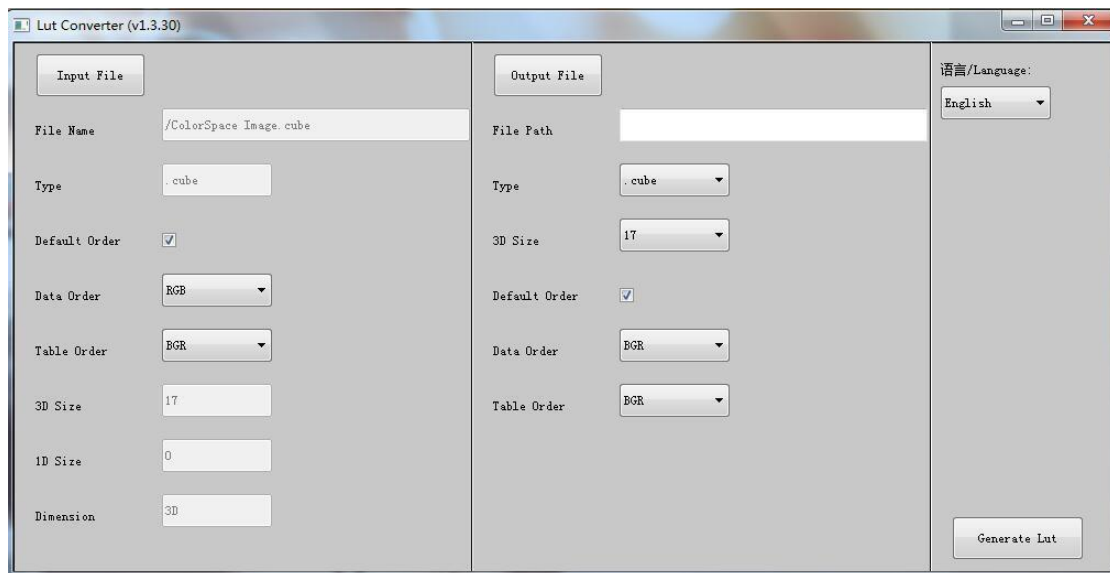 Lut Converter (v1.3.30)
Input File
File Name /ColorSpace Image.cube
Type .cube
Default Order
Data Order RGB
Table Order BGR
3D Size 17
1D Size 0
Dimension 3D
Output File
File Path
Type .cube
3D Size 17
Default Order
Data Order BGR
Table Order BGR
语言/Language:
English
Generate Lut